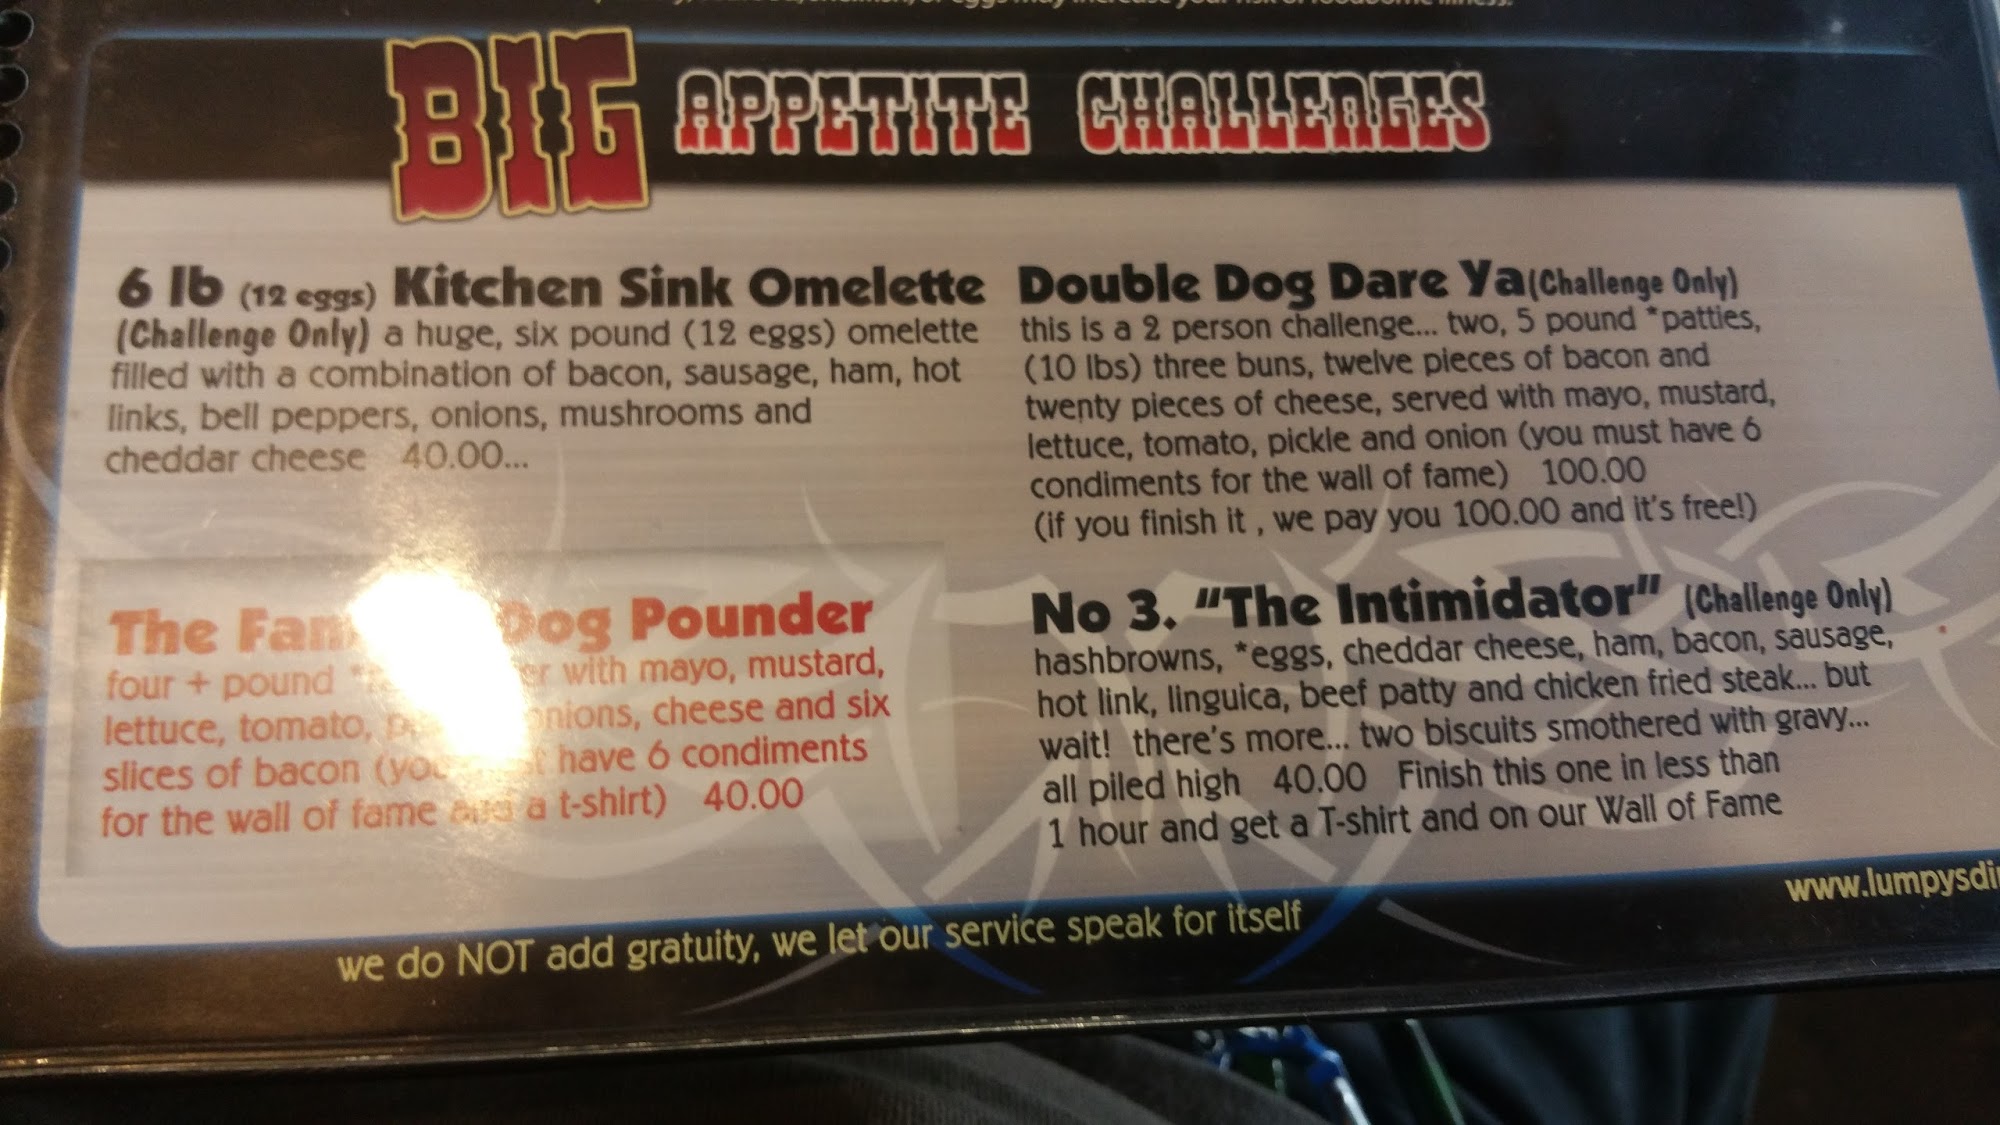 BIG APPETITE CHALLENGES
6 lb (12 eggs) Kitchen Sink Omelette
(Challenge Only) a huge, six pound (12 eggs) omelette
filled with a combination of bacon, sausage, ham, hot
links, bell peppers, onions, mushrooms and
cheddar cheese 40.00...
The Dog Pounder
four + pound with mayo, mustard,
lettuce, tomato, onions, cheese and six
slices of bacon (you must have 6 condiments
for the wall of fame and a t-shirt) 40.00
Double Dog Dare Ya (Challenge Only)
this is a 2 person challenge... two, 5 pound *patties,
(10 lbs) three buns, twelve pieces of bacon and
twenty pieces of cheese, served with mayo, mustard,
lettuce, tomato, pickle and onion (you must have 6
condiments for the wall of fame) 100.00
(if you finish it , we pay you 100.00 and it's free!)
No 3. "The Intimidator" (Challenge Only)
hashbrowns, *eggs, cheddar cheese, ham, bacon, sausage,
hot link, linguica, beef patty and chicken fried steak... but
wait! there's more... two biscuits smothered with gravy...
all piled high 40.00 Finish this one in less than
1 hour and get a T-shirt and on our Wall of Fame
www.lumpysdi
we do NOT add gratuity, we let our service speak for itself